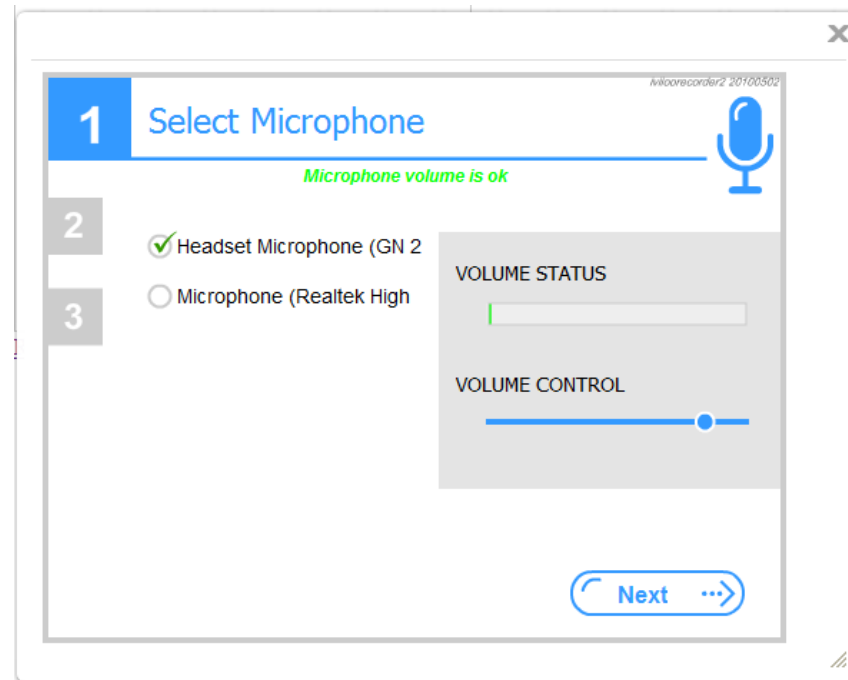 20100502
1
Select Microphone
Microphone volume is ok
2
Headset Microphone (GN 2
VOLUME STATUS
Microphone (Realtek High
3
VOLUME CONTROL
Next